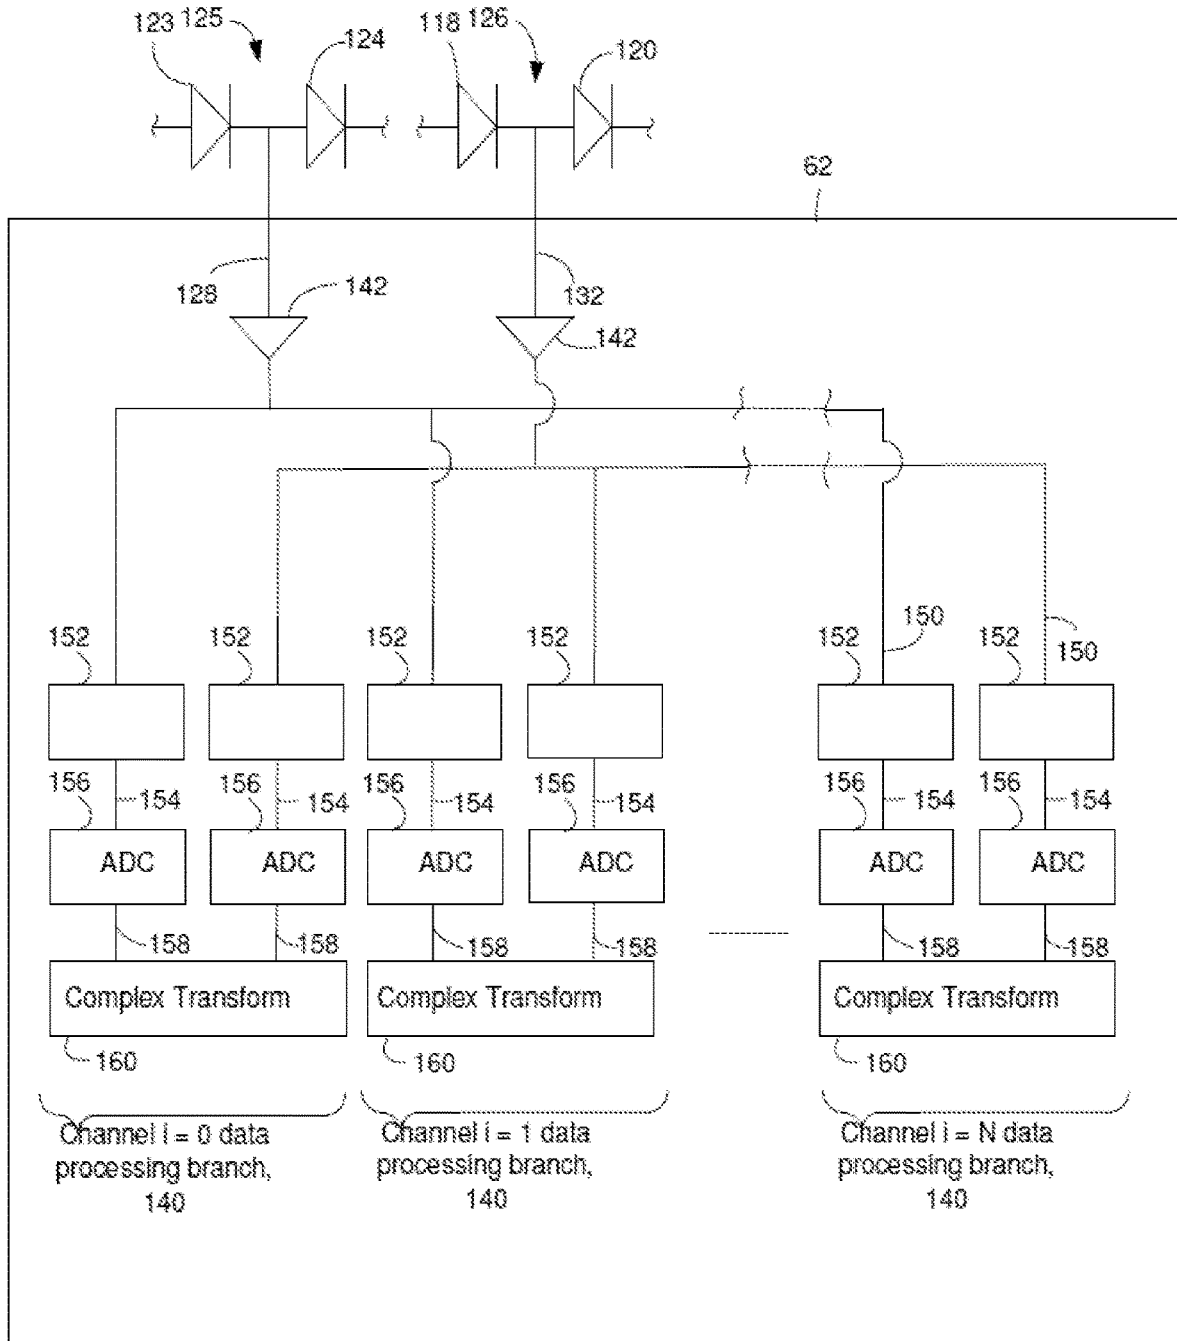 123 125 124 118 126 120
62
128 142 132 142
150 150
152 152 152 152 152 152
156 154 156 154 156 154 156 154 156 154 156 154
ADC ADC ADC ADC ADC ADC
158 158 158 158 158 158
Complex Transform Complex Transform Complex Transform
160 160 160
Channel i = 0 data
processing branch,
140
Channel i = 1 data
processing branch,
140
Channel i = N data
processing branch,
140